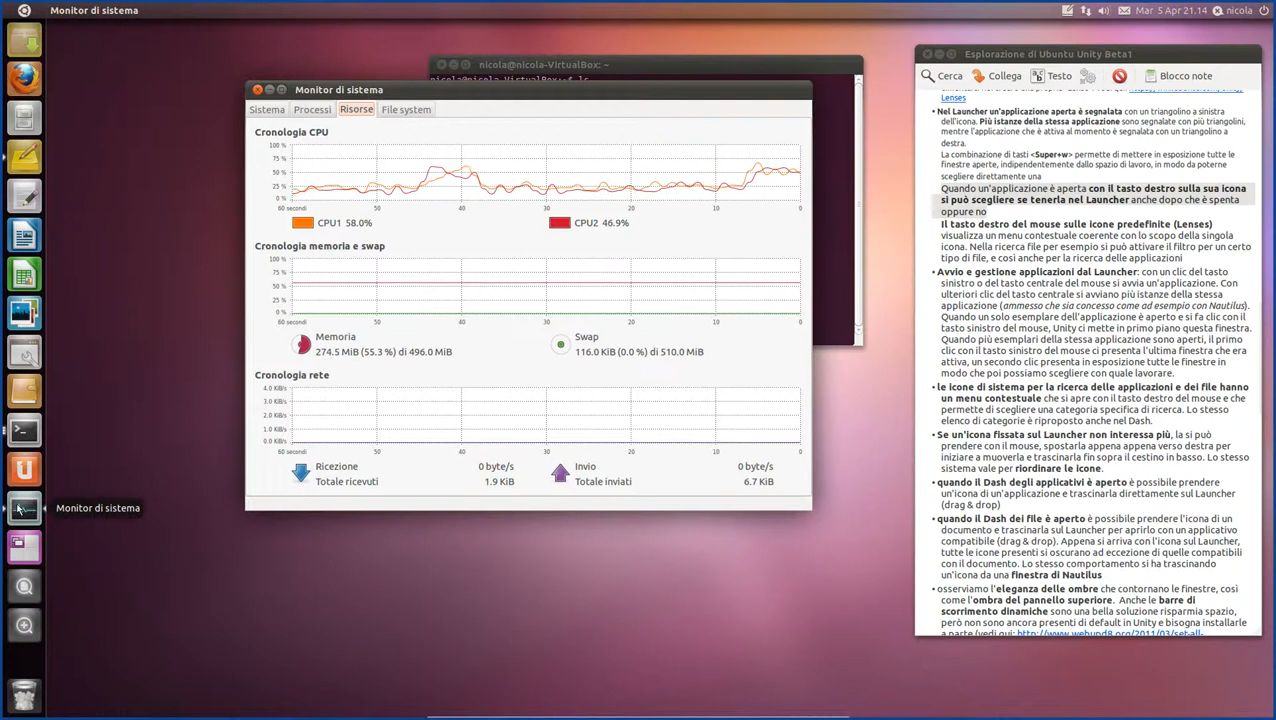 Monitor di sistema
Mar 5 Apr 21.14
nicola
nicola@nicola-VirtualBox: ~
Monitor di sistema
Sistema
Processi
Risorse
File system
Cronologia CPU
100 %
75 %
50 %
25 %
0 %
60 secondi
50
40
30
20
10
0
CPU1 58.0%
CPU2 46.9%
Cronologia memoria e swap
100 %
75 %
50 %
25 %
0 %
60 secondi
50
40
30
20
10
0
Memoria
274.5 MiB (55.3 %) di 496.0 MiB
Swap
116.0 KiB (0.0 %) di 510.0 MiB
Cronologia rete
4.0 KiB/s
3.0 KiB/s
2.0 KiB/s
1.0 KiB/s
0.0 KiB/s
60 secondi
50
40
30
20
10
0
Ricezione
0 byte/s
Totale ricevuti
1.9 KiB
Invio
0 byte/s
Totale inviati
6.7 KiB
Monitor di sistema
Esplorazione di Ubuntu Unity Beta1
Cerca
Collega
Testo
Blocco note
Lenses
• Nel Launcher un'applicazione aperta è segnalata con un triangolino a sinistra
dell'icona. Più istanze della stessa applicazione sono segnalate con più triangolini,
mentre l'applicazione che è attiva al momento è segnalata con un triangolino a
destra.
La combinazione di tasti <Super+w> permette di mettere in esposizione tutte le
finestre aperte, indipendentemente dallo spazio di lavoro, in modo da poterne
scegliere direttamente una
Quando un'applicazione è aperta con il tasto destro sulla sua icona
si può scegliere se tenerla nel Launcher anche dopo che è spenta
oppure no
Il tasto destro del mouse sulle icone predefinite (Lenses)
visualizza un menu contestuale coerente con lo scopo della singola
icona. Nella ricerca file per esempio si può attivare il filtro per un certo
tipo di file, e così anche per la ricerca delle applicazioni
• Avvio e gestione applicazioni dal Launcher: con un clic del tasto
sinistro o del tasto centrale del mouse si avvia un'applicazione. Con
ulteriori clic del tasto centrale si avviano più istanze della stessa
applicazione (ammesso che sia concesso come ad esempio con Nautilus).
Quando un solo esemplare dell'applicazione è aperto e si fa clic con il
tasto sinistro del mouse, Unity ci mette in primo piano questa finestra.
Quando più esemplari della stessa applicazione sono aperti, il primo
clic con il tasto sinistro del mouse ci presenta l'ultima finestra che era
attiva, un secondo clic presenta in esposizione tutte le finestre in
modo che poi possiamo scegliere con quale lavorare.
• le icone di sistema per la ricerca delle applicazioni e dei file hanno
un menu contestuale che si apre con il tasto destro del mouse e che
permette di scegliere una categoria specifica di ricerca. Lo stesso
elenco di categorie è riproposto anche nel Dash.
• Se un'icona fissata sul Launcher non interessa più, la si può
prendere con il mouse, spostarla appena appena verso destra per
iniziare a muoverla e trascinarla fin sopra il cestino in basso. Lo stesso
sistema vale per riordinare le icone.
• quando il Dash degli applicativi è aperto è possibile prendere
un'icona di un'applicazione e trascinarla direttamente sul Launcher
(drag & drop)
• quando il Dash dei file è aperto è possibile prendere l'icona di un
documento e trascinarla sul Launcher per aprirlo con un applicativo
compatibile (drag & drop). Appena si arriva con l'icona sul Launcher,
tutte le icone presenti si oscurano ad eccezione di quelle compatibili
con il documento. Lo stesso comportamento si ha trascinando
un'icona da una finestra di Nautilus
• osserviamo l'eleganza delle ombre che contornano le finestre, così
come l'ombra del pannello superiore. Anche le barre di
scorrimento dinamiche sono una bella soluzione risparmia spazio,
però non sono ancora presenti di default in Unity e bisogna installarle
a parte (vedi qui: http://www.webupd8.org/2011/03/set-all-